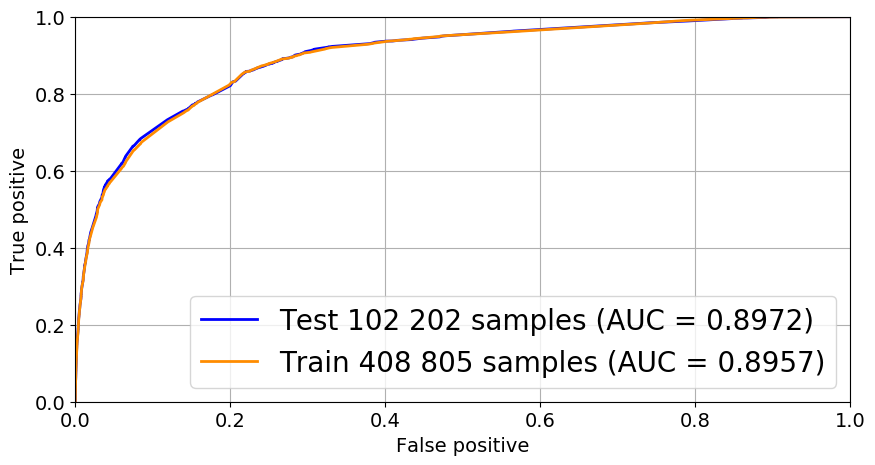 1.0
0.8
0.6
0.4
0.2
0.0
True positive
Test 102 202 samples (AUC = 0.8972)
Train 408 805 samples (AUC = 0.8957)
0.0 0.2 0.4 0.6 0.8 1.0
False positive